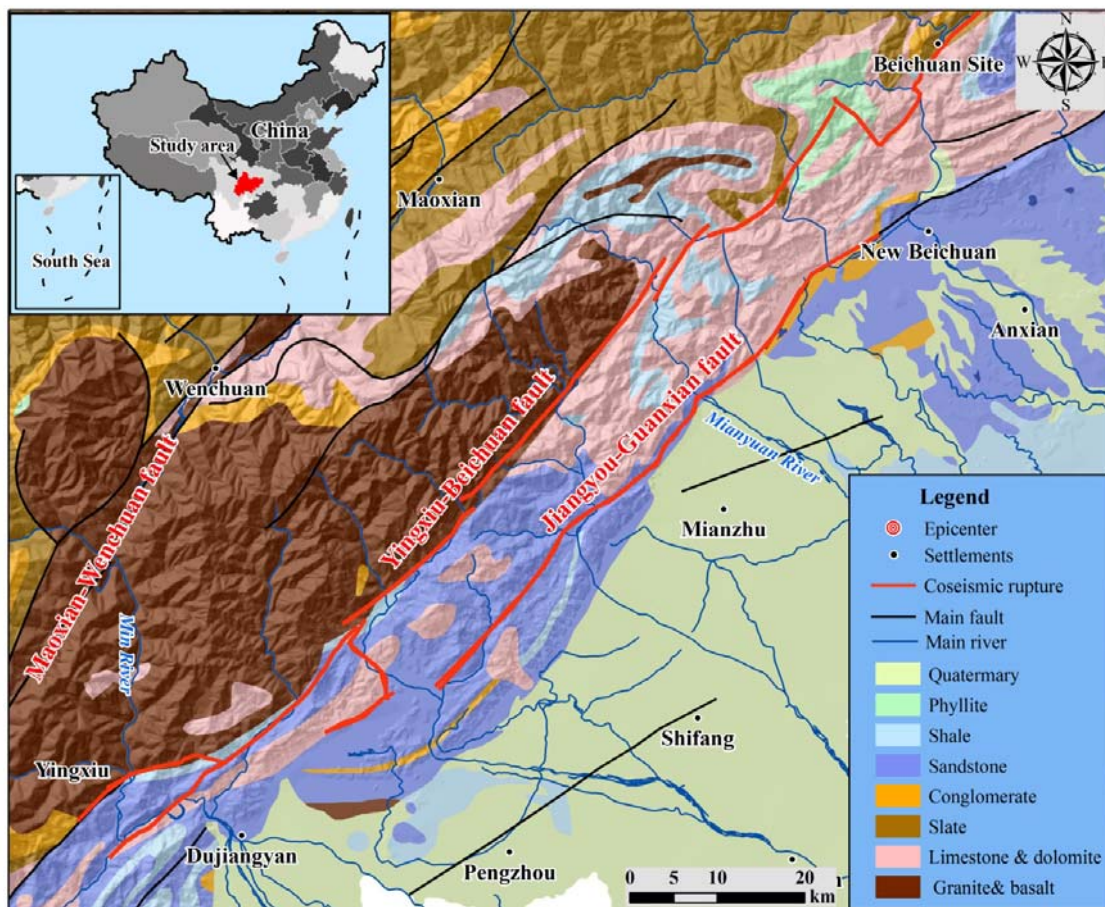 China
Study area
South Sea
N
W
S
Beichuan Site
Maoxian
New Beichuan
Anxian
Wenchuan
Maoxian-Wenchuan fault
Yingxiu-Beichuan fault
Jiangyou-Guanxian fault
Mianyuan River
Mianzhu
Min River
Shifang
Yingxiu
Dujiangyan
Pengzhou
Legend
Epicenter
Settlements
Coseismic rupture
Main fault
Main river
Quaternary
Phyllite
Shale
Sandstone
Conglomerate
Slate
Limestone & dolomite
Granite& basalt
0 5 10 20
km